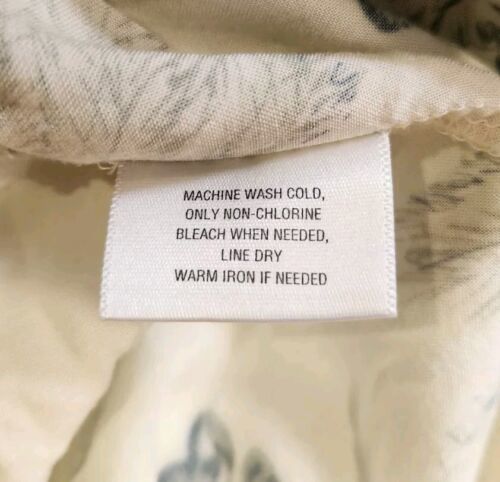 MACHINE WASH COLD,
ONLY NON-CHLORINE
BLEACH WHEN NEEDED,
LINE DRY
WARM IRON IF NEEDED